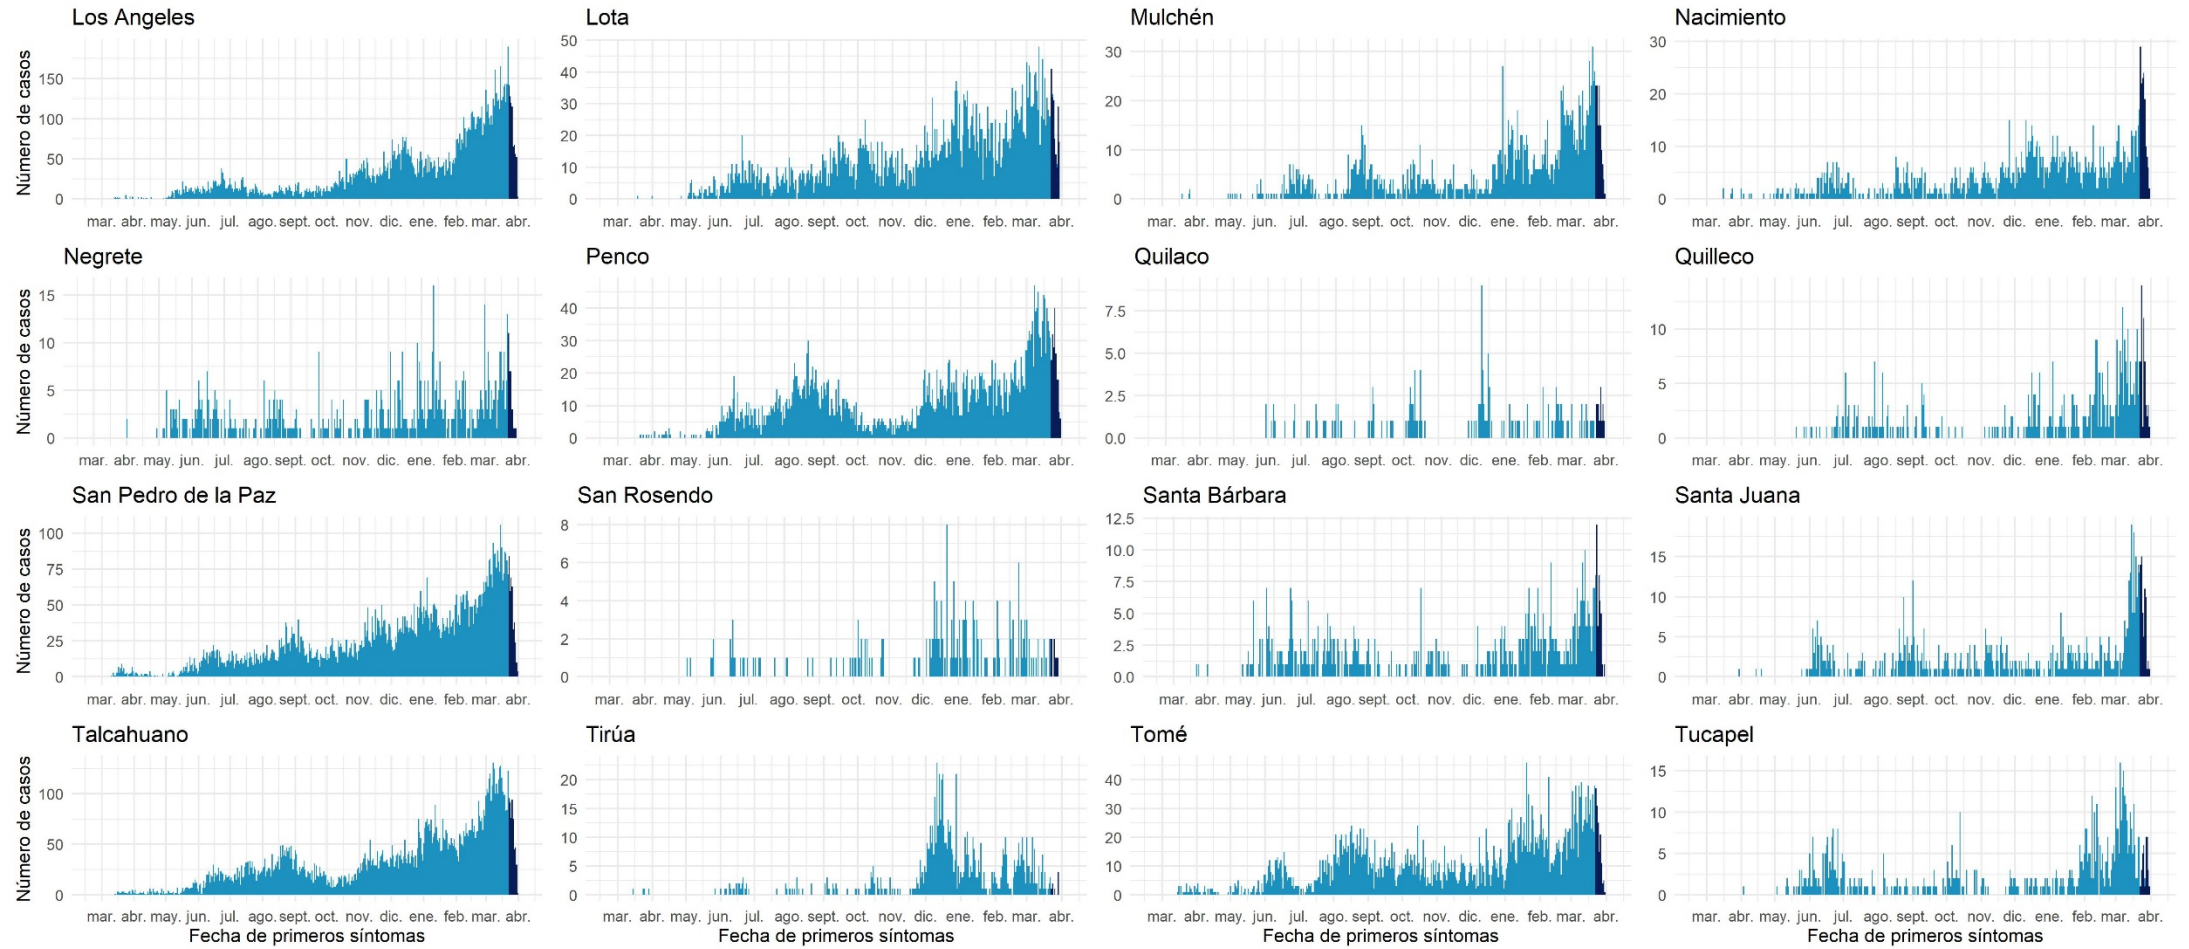 Los Angeles
Lota
Mulchén
Nacimiento
Número de casos
150
100
50
0
mar. abr. may. jun. jul. ago. sept. oct. nov. dic. ene. feb. mar. abr.
50
40
30
20
10
0
mar. abr. may. jun. jul. ago. sept. oct. nov. dic. ene. feb. mar. abr.
30
20
10
0
mar. abr. may. jun. jul. ago. sept. oct. nov. dic. ene. feb. mar. abr.
30
20
10
0
mar. abr. may. jun. jul. ago. sept. oct. nov. dic. ene. feb. mar. abr.
Negrete
Penco
Quilaco
Quilleco
Número de casos
15
10
5
0
mar. abr. may. jun. jul. ago. sept. oct. nov. dic. ene. feb. mar. abr.
40
30
20
10
0
mar. abr. may. jun. jul. ago. sept. oct. nov. dic. ene. feb. mar. abr.
7.5
5.0
2.5
0.0
mar. abr. may. jun. jul. ago. sept. oct. nov. dic. ene. feb. mar. abr.
10
5
0
mar. abr. may. jun. jul. ago. sept. oct. nov. dic. ene. feb. mar. abr.
San Pedro de la Paz
San Rosendo
Santa Bárbara
Santa Juana
Número de casos
100
75
50
25
0
mar. abr. may. jun. jul. ago. sept. oct. nov. dic. ene. feb. mar. abr.
8
6
4
2
0
mar. abr. may. jun. jul. ago. sept. oct. nov. dic. ene. feb. mar. abr.
12.5
10.0
7.5
5.0
2.5
0.0
mar. abr. may. jun. jul. ago. sept. oct. nov. dic. ene. feb. mar. abr.
15
10
5
0
mar. abr. may. jun. jul. ago. sept. oct. nov. dic. ene. feb. mar. abr.
Talcahuano
Tirúa
Tomé
Tucapel
Número de casos
100
50
0
mar. abr. may. jun. jul. ago. sept. oct. nov. dic. ene. feb. mar. abr.
Fecha de primeros síntomas
20
15
10
5
0
mar. abr. may. jun. jul. ago. sept. oct. nov. dic. ene. feb. mar. abr.
Fecha de primeros síntomas
40
30
20
10
0
mar. abr. may. jun. jul. ago. sept. oct. nov. dic. ene. feb. mar. abr.
Fecha de primeros síntomas
15
10
5
0
mar. abr. may. jun. jul. ago. sept. oct. nov. dic. ene. feb. mar. abr.
Fecha de primeros síntomas